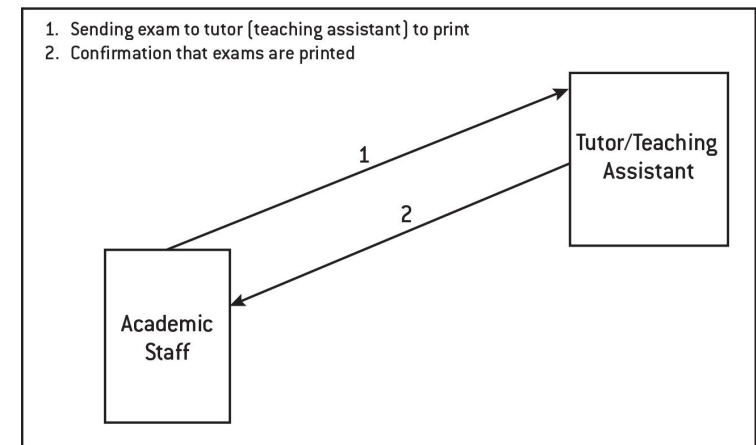 1. Sending exam to tutor (teaching assistant) to print
2. Confirmation that exams are printed
Tutor/Teaching
Assistant
1
2
Academic
Staff